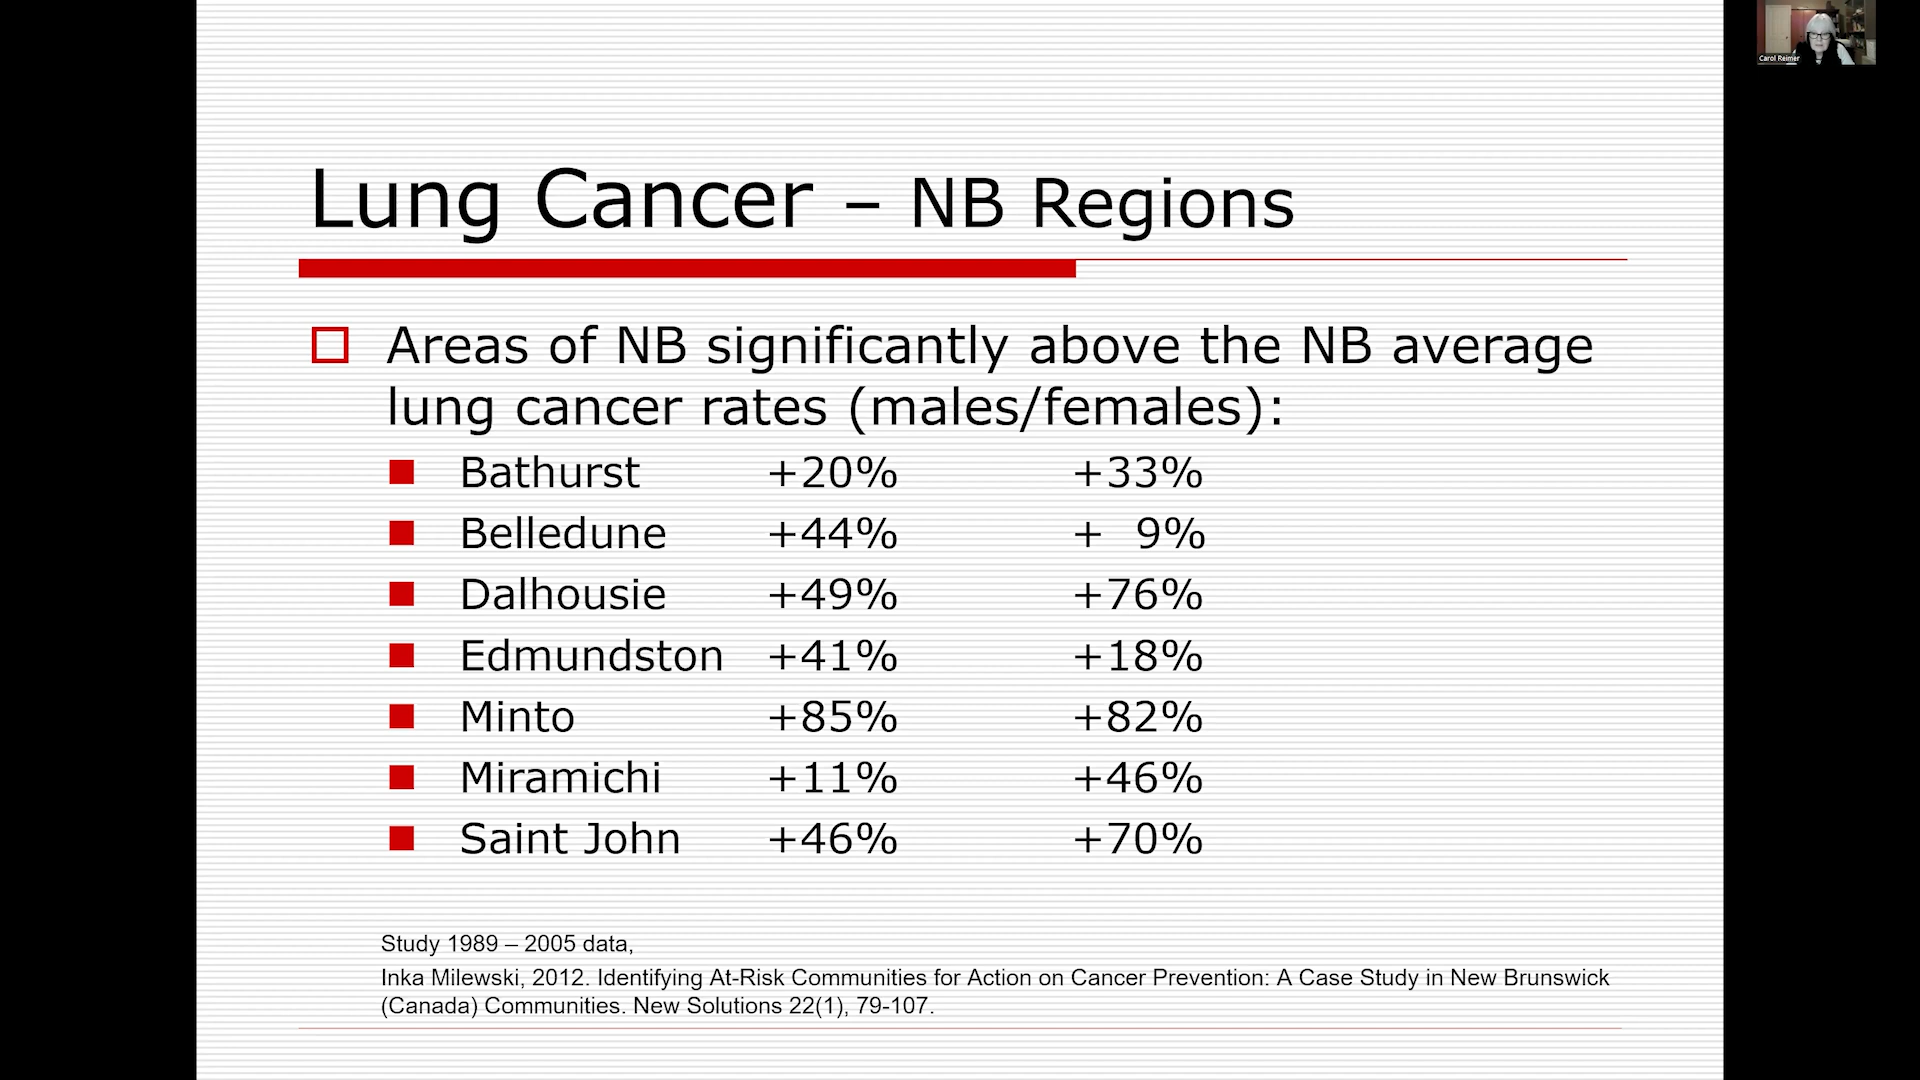 Lung Cancer – NB Regions
Areas of NB significantly above the NB average
lung cancer rates (males/females):
Bathurst +20% +33%
Belledune +44% + 9%
Dalhousie +49% +76%
Edmundston +41% +18%
Minto +85% +82%
Miramichi +11% +46%
Saint John +46% +70%
Study 1989 – 2005 data,
Inka Milewski, 2012. Identifying At-Risk Communities for Action on Cancer Prevention: A Case Study in New Brunswick
(Canada) Communities. New Solutions 22(1), 79-107.
Carol Reimer